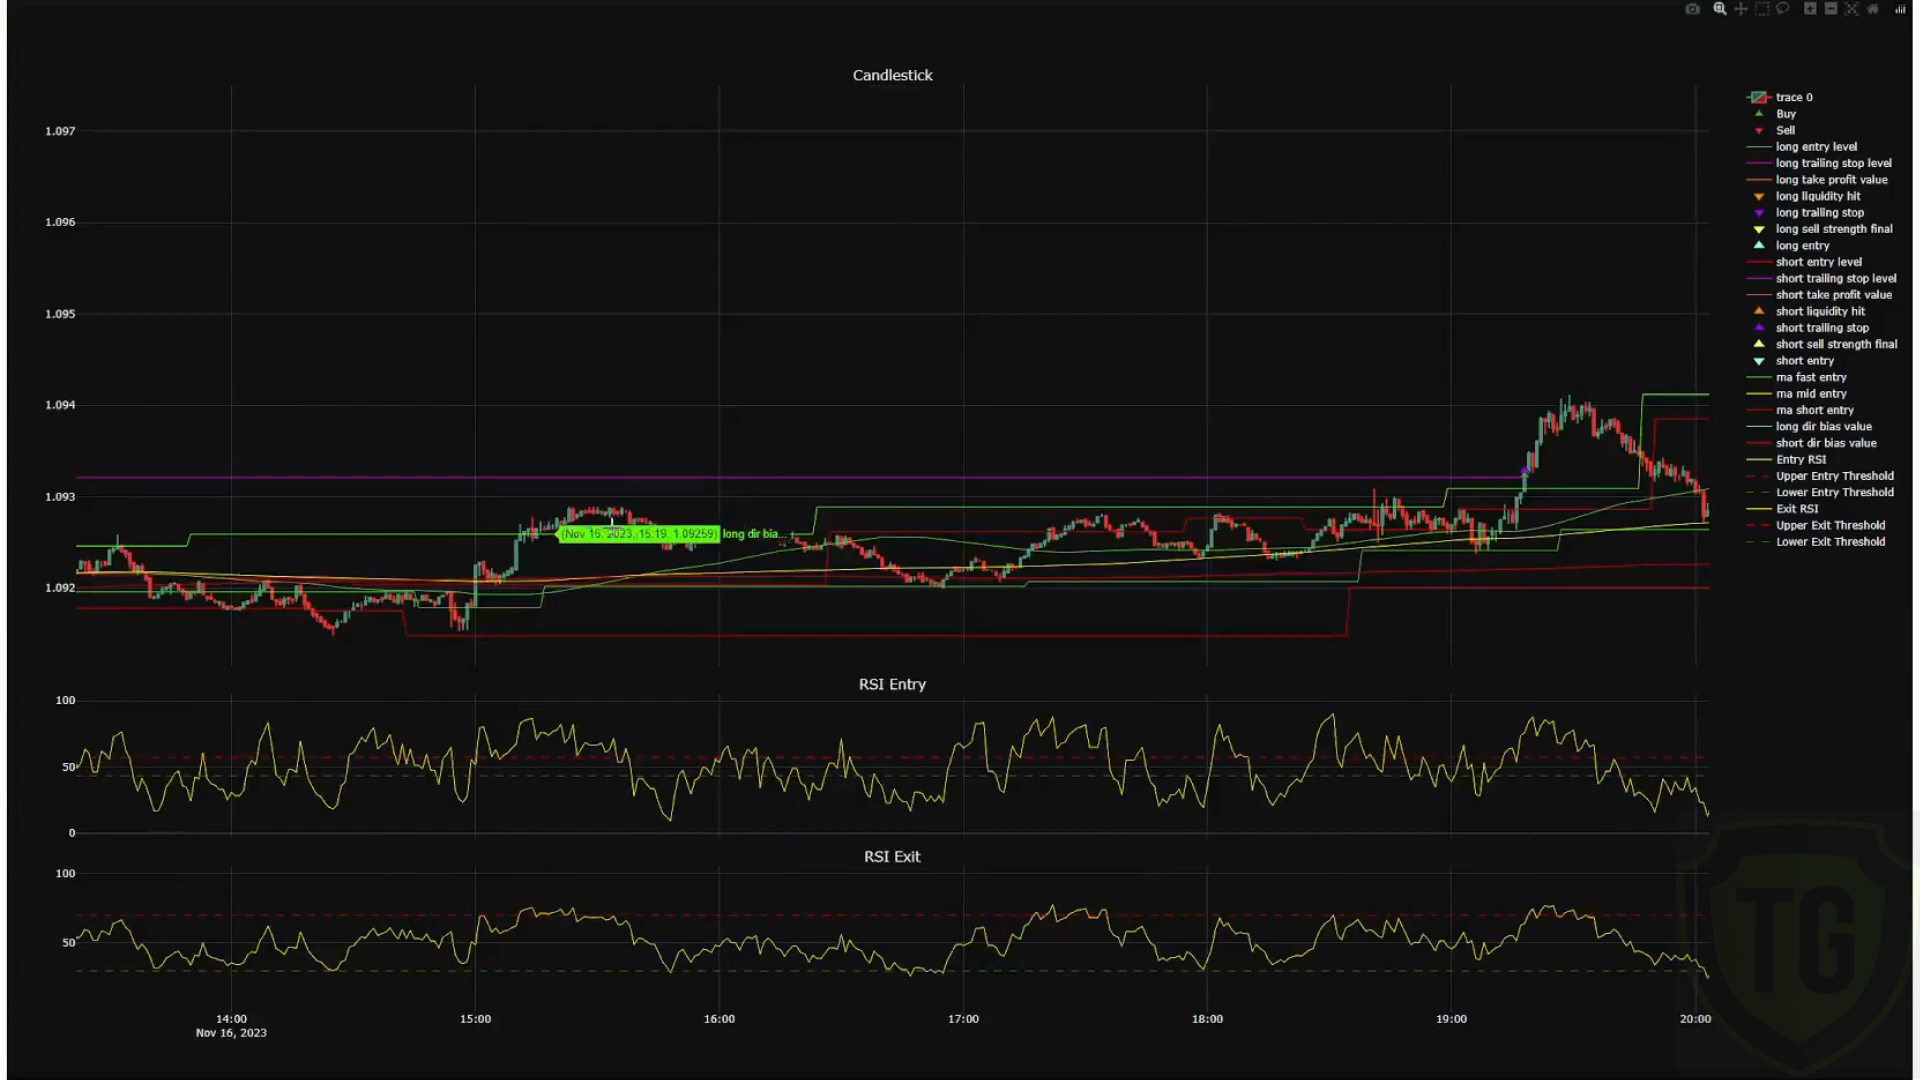 Candlestick
1.097
1.096
1.095
1.094
1.093
1.092
(Nov 16, 2023, 15:19, 1.09259) long dir bia...
trace 0
Buy
Sell
long entry level
long trailing stop level
long take profit value
long liquidity hit
long trailing stop
long sell strength final
long entry
short entry level
short trailing stop level
short take profit value
short liquidity hit
short trailing stop
short sell strength final
short entry
ma fast entry
ma mid entry
ma short entry
long dir bias value
short dir bias value
Entry RSI
Upper Entry Threshold
Lower Entry Threshold
Exit RSI
Upper Exit Threshold
Lower Exit Threshold
RSI Entry
100
50
0
RSI Exit
100
50
14:00 15:00 16:00 17:00 18:00 19:00 20:00
Nov 16, 2023
TG